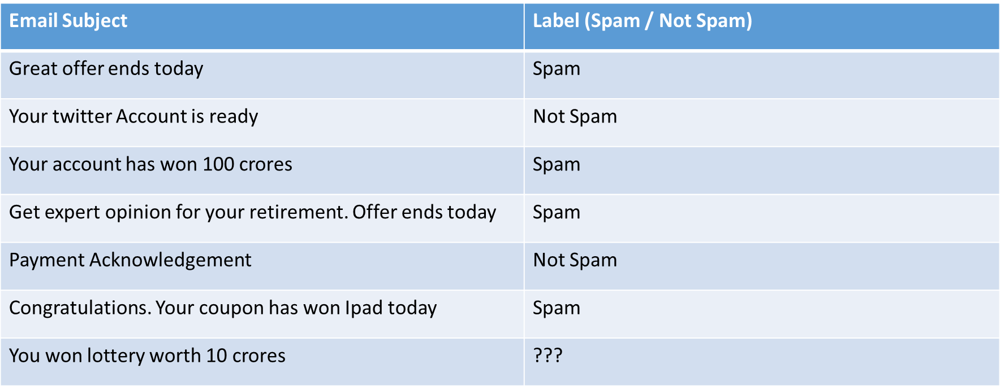 Email Subject Label (Spam / Not Spam)
Great offer ends today Spam
Your twitter Account is ready Not Spam
Your account has won 100 crores Spam
Get expert opinion for your retirement. Offer ends today Spam
Payment Acknowledgement Not Spam
Congratulations. Your coupon has won Ipad today Spam
You won lottery worth 10 crores ???